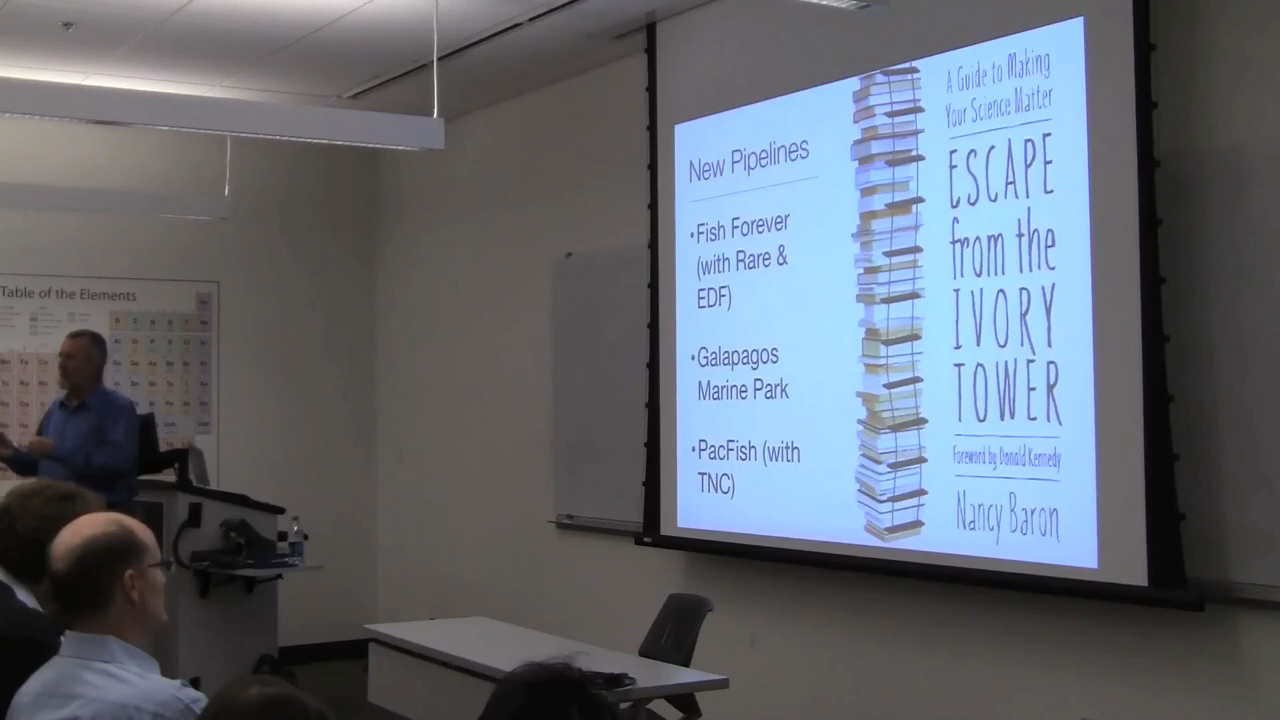 Table of the Elements
New Pipelines
•Fish Forever
(with Rare &
EDF)
•Galapagos
Marine Park
•PacFish (with
TNC)
A Guide to Making
Your Science Matter
ESCAPE
from the
IVORY
TOWER
Foreword by Donald Kennedy
Nancy Baron